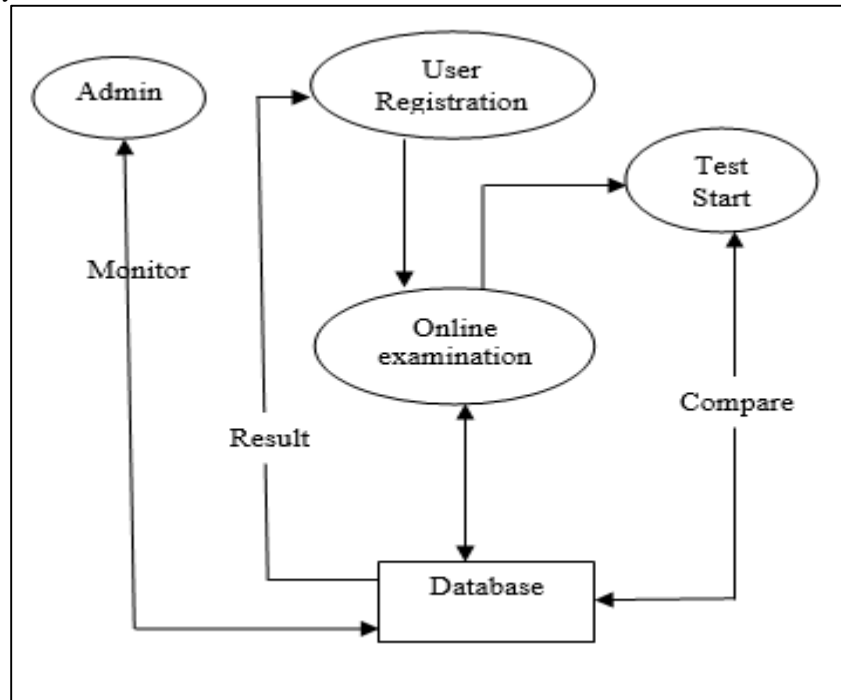 Admin
User
Registration
Test
Start
Monitor
Online
examination
Compare
Result
Database